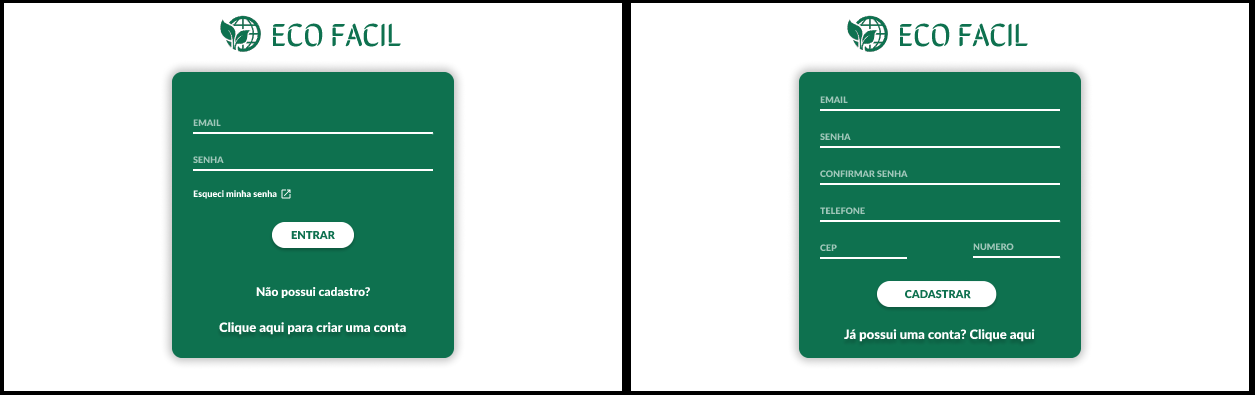 ECO FACIL
EMAIL
SENHA
Esqueci minha senha
ENTRAR
Não possui cadastro?
Clique aqui para criar uma conta
ECO FACIL
EMAIL
SENHA
CONFIRMAR SENHA
TELEFONE
CEP
NUMERO
CADASTRAR
Já possui uma conta? Clique aqui